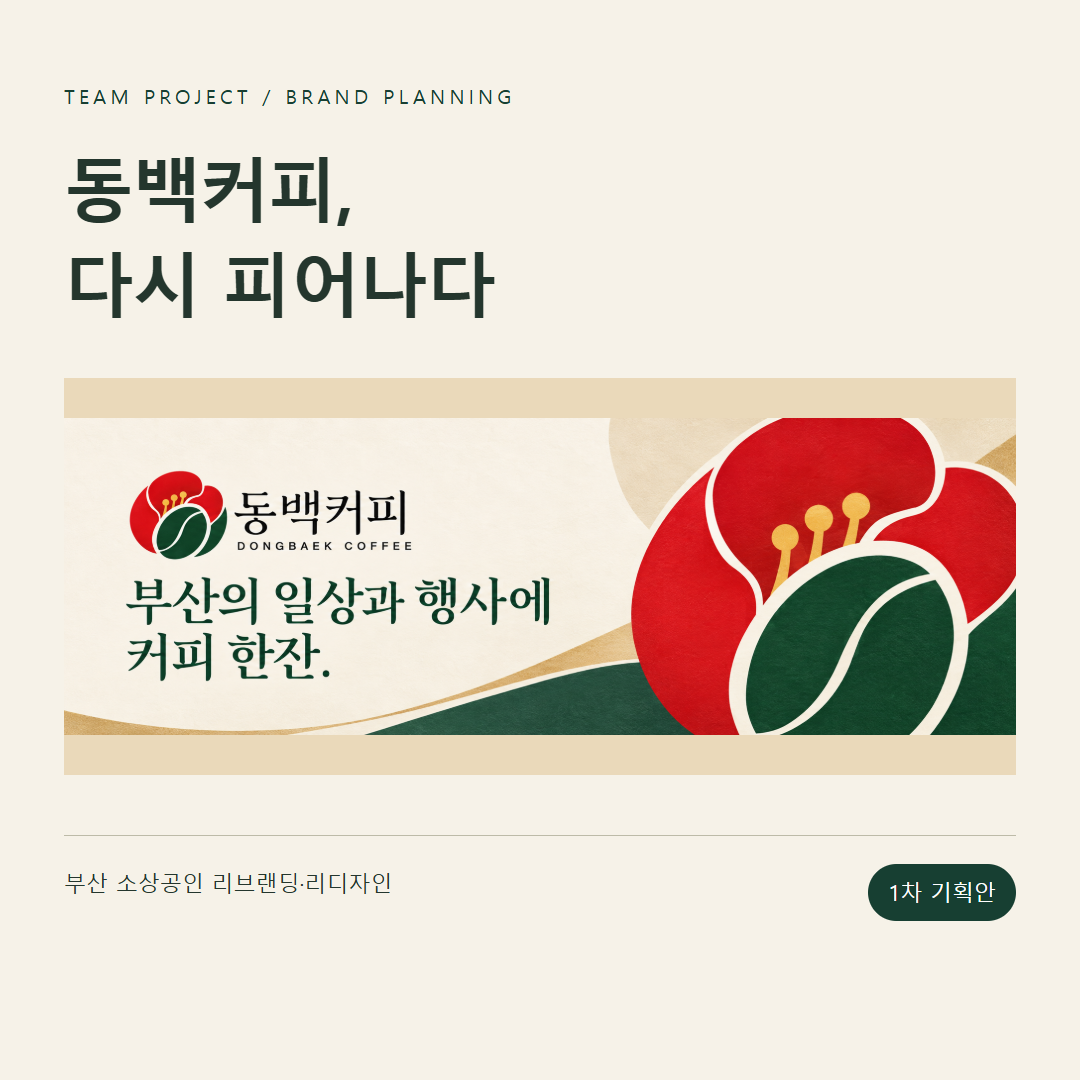 TEAM PROJECT / BRAND PLANNING
동백커피,
다시 피어나다
동백커피
DONGBAEK COFFEE
부산의 일상과 행사에
커피 한잔.
부산 소상공인 리브랜딩·리디자인
1차 기획안